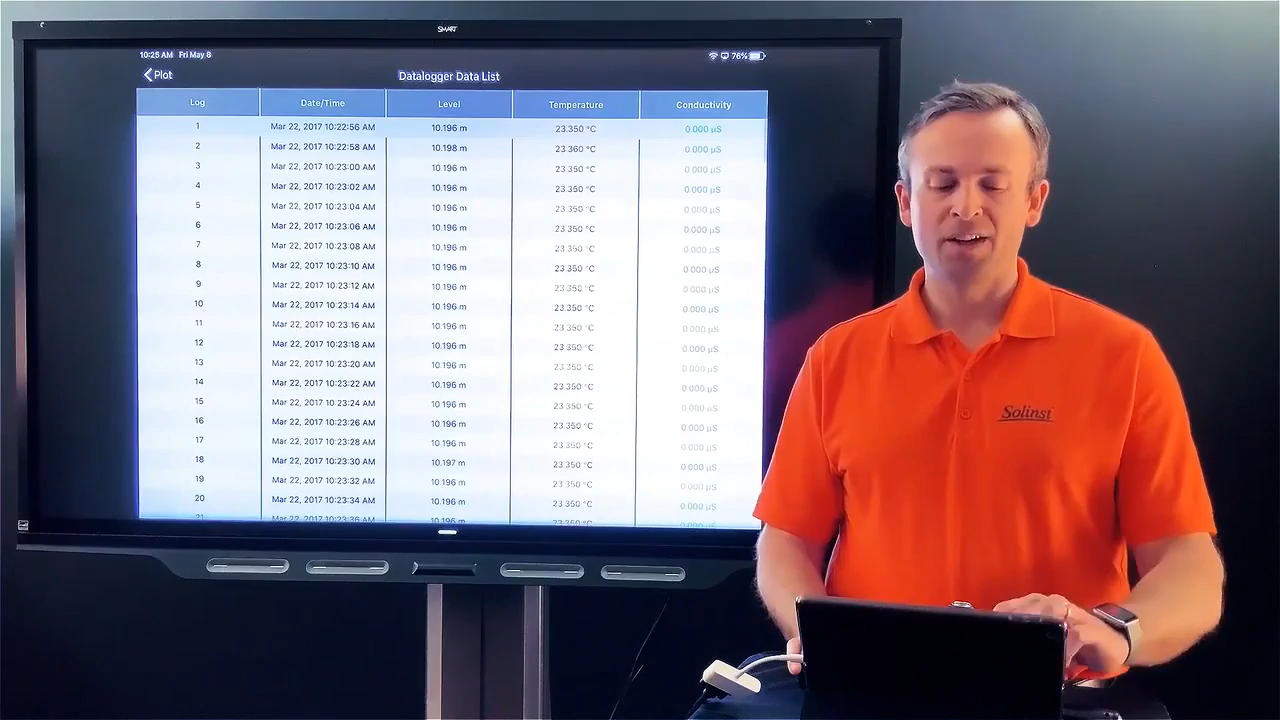 SMART
10:25 AM Fri May 8 76%
Plot Datalogger Data List
Log Date/Time Level Temperature Conductivity
1 Mar 22, 2017 10:22:56 AM 10.196 m 23.350 °C 0.000 µS
2 Mar 22, 2017 10:22:58 AM 10.198 m 23.360 °C 0.000 µS
3 Mar 22, 2017 10:23:00 AM 10.196 m 23.350 °C 0.000 µS
4 Mar 22, 2017 10:23:02 AM 10.196 m 23.350 °C 0.000 µS
5 Mar 22, 2017 10:23:04 AM 10.196 m 23.350 °C 0.000 µS
6 Mar 22, 2017 10:23:06 AM 10.196 m 23.350 °C 0.000 µS
7 Mar 22, 2017 10:23:08 AM 10.196 m 23.350 °C 0.000 µS
8 Mar 22, 2017 10:23:10 AM 10.196 m 23.350 °C 0.000 µS
9 Mar 22, 2017 10:23:12 AM 10.196 m 23.350 °C 0.000 µS
10 Mar 22, 2017 10:23:14 AM 10.196 m 23.350 °C 0.000 µS
11 Mar 22, 2017 10:23:16 AM 10.196 m 23.350 °C 0.000 µS
12 Mar 22, 2017 10:23:18 AM 10.196 m 23.350 °C 0.000 µS
13 Mar 22, 2017 10:23:20 AM 10.196 m 23.350 °C 0.000 µS
14 Mar 22, 2017 10:23:22 AM 10.196 m 23.350 °C 0.000 µS
15 Mar 22, 2017 10:23:24 AM 10.196 m 23.350 °C 0.000 µS
16 Mar 22, 2017 10:23:26 AM 10.196 m 23.350 °C 0.000 µS
17 Mar 22, 2017 10:23:28 AM 10.196 m 23.350 °C 0.000 µS
18 Mar 22, 2017 10:23:30 AM 10.197 m 23.350 °C 0.000 µS
19 Mar 22, 2017 10:23:32 AM 10.196 m 23.350 °C 0.000 µS
20 Mar 22, 2017 10:23:34 AM 10.196 m 23.350 °C 0.000 µS
21 Mar 22, 2017 10:23:36 AM 10.196 m 23.350 °C 0.000 µS
Solinst